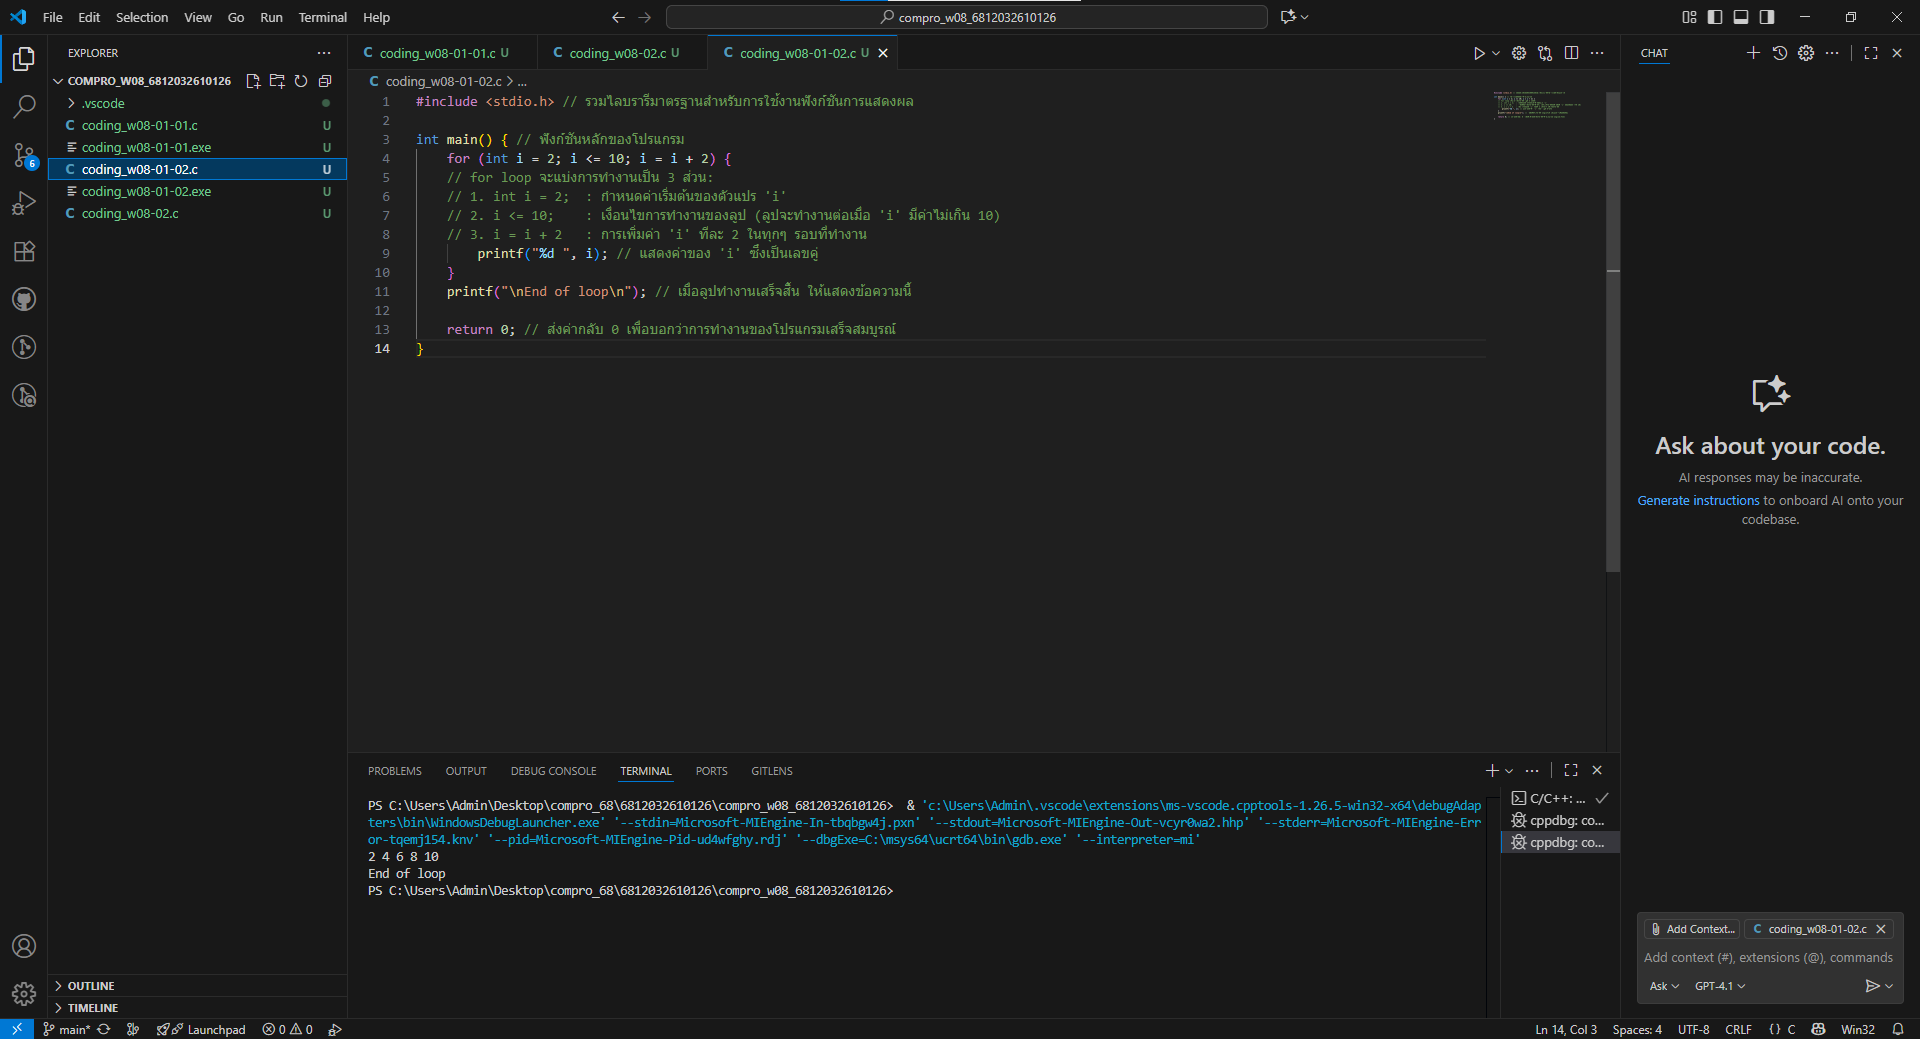 File Edit Selection View Go Run Terminal Help
compro_w08_6812032610126
EXPLORER
COMPRO_W08_6812032610126
.vscode
coding_w08-01-01.c U
coding_w08-01-01.exe U
coding_w08-01-02.c U
coding_w08-01-02.exe U
coding_w08-02.c U
OUTLINE
TIMELINE
6
C coding_w08-01-01.c U
C coding_w08-02.c U
C coding_w08-01-02.c U
C coding_w08-01-02.c > ...
1 #include <stdio.h> // รวมไลบรารีมาตรฐานสำหรับการใช้งานฟังก์ชันการแสดงผล
2
3 int main() { // ฟังก์ชันหลักของโปรแกรม
4 for (int i = 2; i <= 10; i = i + 2) {
5 // for loop จะแบ่งการทำงานเป็น 3 ส่วน:
6 // 1. int i = 2;  : กำหนดค่าเริ่มต้นของตัวแปร 'i'
7 // 2. i <= 10;    : เงื่อนไขการทำงานของลูป (ลูปจะทำงานต่อเมื่อ 'i' มีค่าไม่เกิน 10)
8 // 3. i = i + 2   : การเพิ่มค่า 'i' ทีละ 2 ในทุกๆ รอบที่ทำงาน
9 printf("%d ", i); // แสดงค่าของ 'i' ซึ่งเป็นเลขคู่
10 }
11 printf("\nEnd of loop\n"); // เมื่อลูปทำงานเสร็จสิ้น ให้แสดงข้อความนี้
12
13 return 0; // ส่งค่ากลับ 0 เพื่อบอกว่าการทำงานของโปรแกรมเสร็จสมบูรณ์
14 }
PROBLEMS OUTPUT DEBUG CONSOLE TERMINAL PORTS GITLENS
PS C:\Users\Admin\Desktop\compro_68\6812032610126\compro_w08_6812032610126>  & 'c:\Users\Admin\.vscode\extensions\ms-vscode.cpptools-1.26.5-win32-x64\debugAdap
ters\bin\WindowsDebugLauncher.exe' '--stdin=Microsoft-MIEngine-In-tbqbgw4j.pxn' '--stdout=Microsoft-MIEngine-Out-vcyr0wa2.hhp' '--stderr=Microsoft-MIEngine-Err
or-tqemj154.knv' '--pid=Microsoft-MIEngine-Pid-ud4wfghy.rdj' '--dbgExe=C:\msys64\ucrt64\bin\gdb.exe' '--interpreter=mi'
2 4 6 8 10
End of loop
PS C:\Users\Admin\Desktop\compro_68\6812032610126\compro_w08_6812032610126>
C/C++: ...
cppdbg: co...
cppdbg: co...
CHAT
Ask about your code.
AI responses may be inaccurate.
Generate instructions to onboard AI onto your
codebase.
Add Context... C coding_w08-01-02.c
Add context (#), extensions (@), commands
Ask GPT-4.1
main* Launchpad 0 0 Ln 14, Col 3 Spaces: 4 UTF-8 CRLF {} C Win32